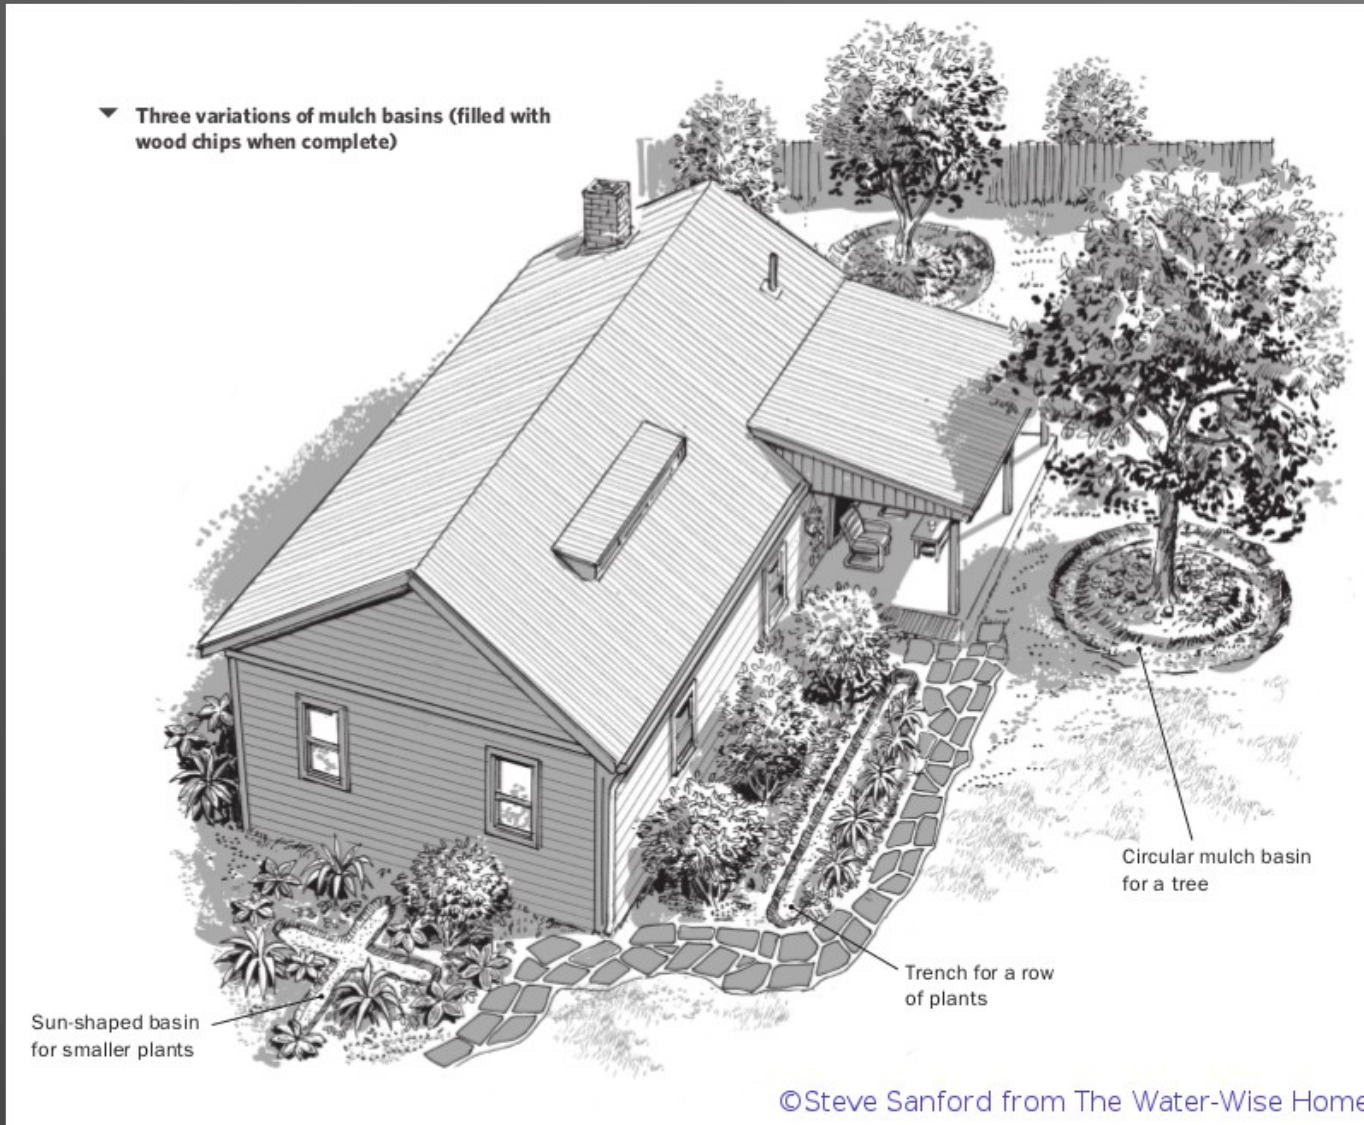 Three variations of mulch basins (filled with
wood chips when complete)
Circular mulch basin
for a tree
Trench for a row
of plants
Sun-shaped basin
for smaller plants
©Steve Sanford from The Water-Wise Home